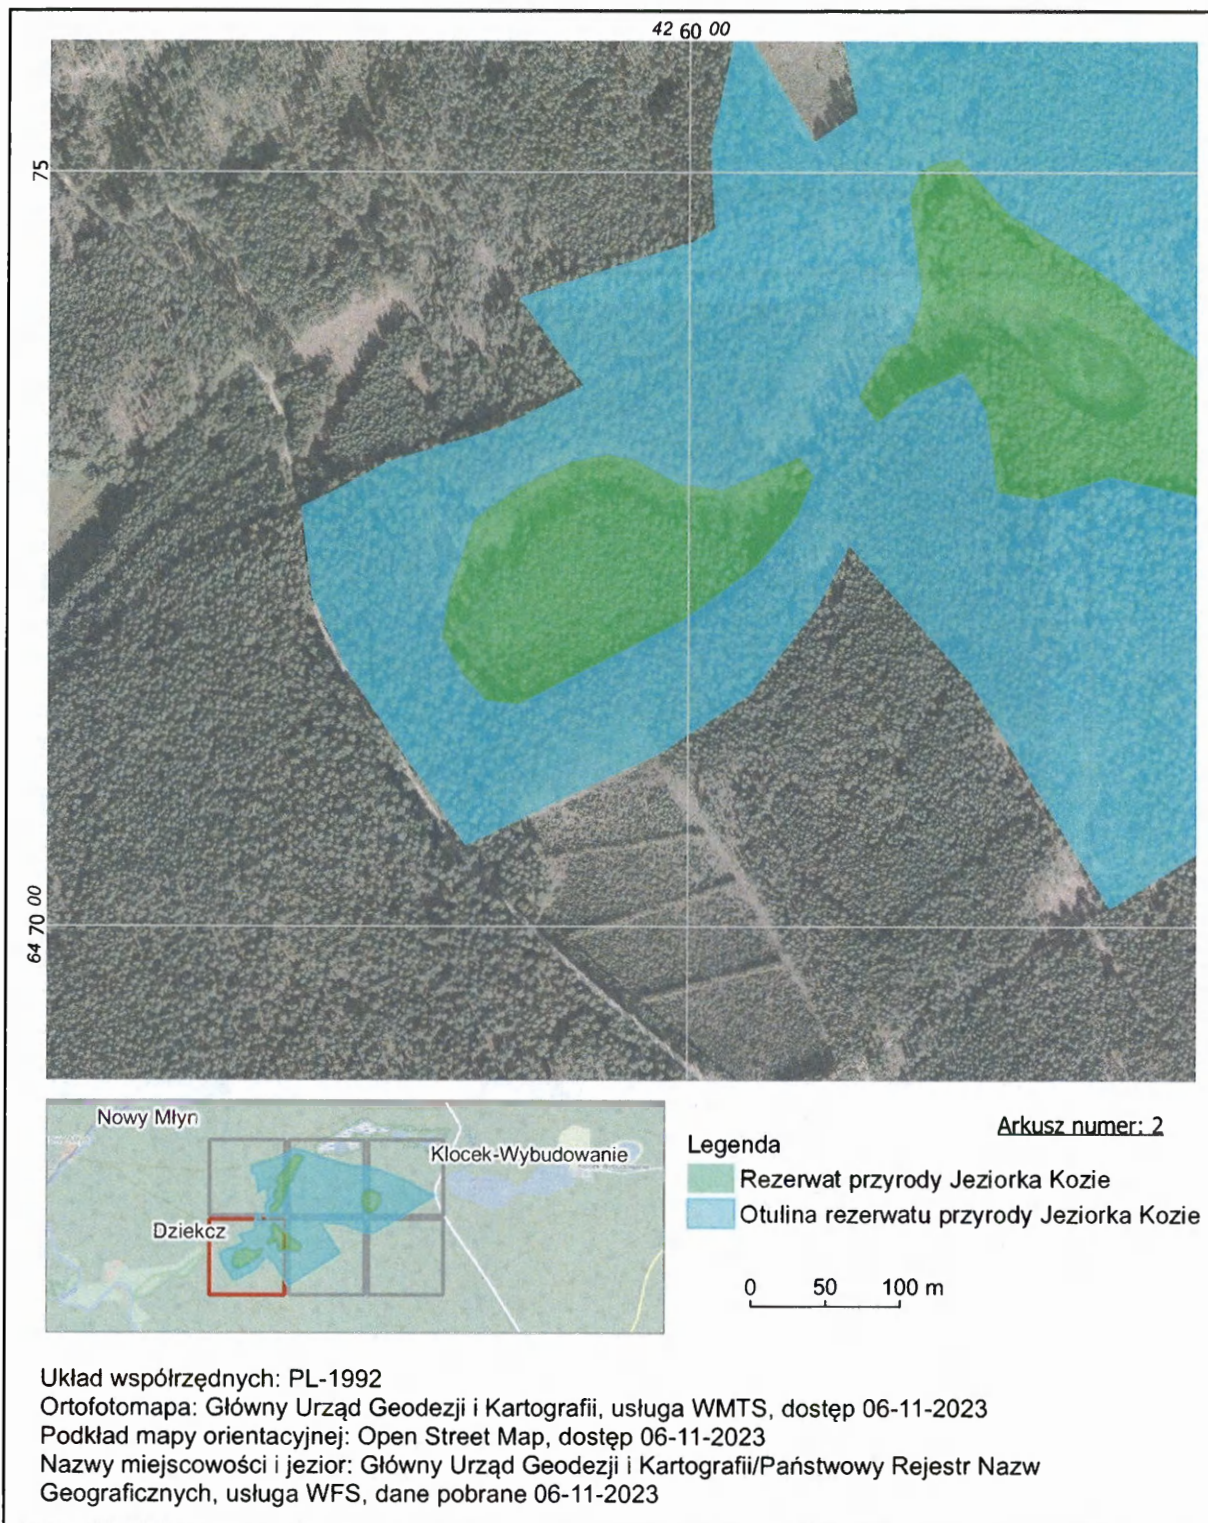 42 60 00
75
64 70 00
Nowy Młyn
Klocek-Wybudowanie
Dziekcz
Arkusz numer: 2
Legenda
Rezerwat przyrody Jeziorka Kozie
Otulina rezerwatu przyrody Jeziorka Kozie
0 50 100 m
Układ współrzędnych: PL-1992
Ortofotomapa: Główny Urząd Geodezji i Kartografii, usługa WMTS, dostęp 06-11-2023
Podkład mapy orientacyjnej: Open Street Map, dostęp 06-11-2023
Nazwy miejscowości i jezior: Główny Urząd Geodezji i Kartografii/Państwowy Rejestr Nazw
Geograficznych, usługa WFS, dane pobrane 06-11-2023